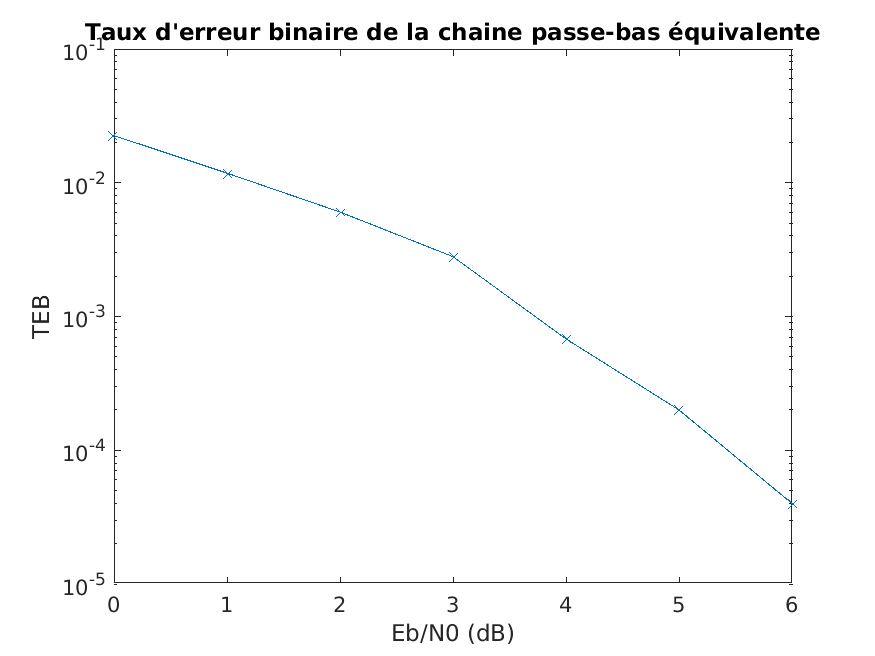 Taux d'erreur binaire de la chaine passe-bas équivalente
10^-1
10^-2
10^-3
10^-4
10^-5
TEB
0 1 2 3 4 5 6
Eb/N0 (dB)